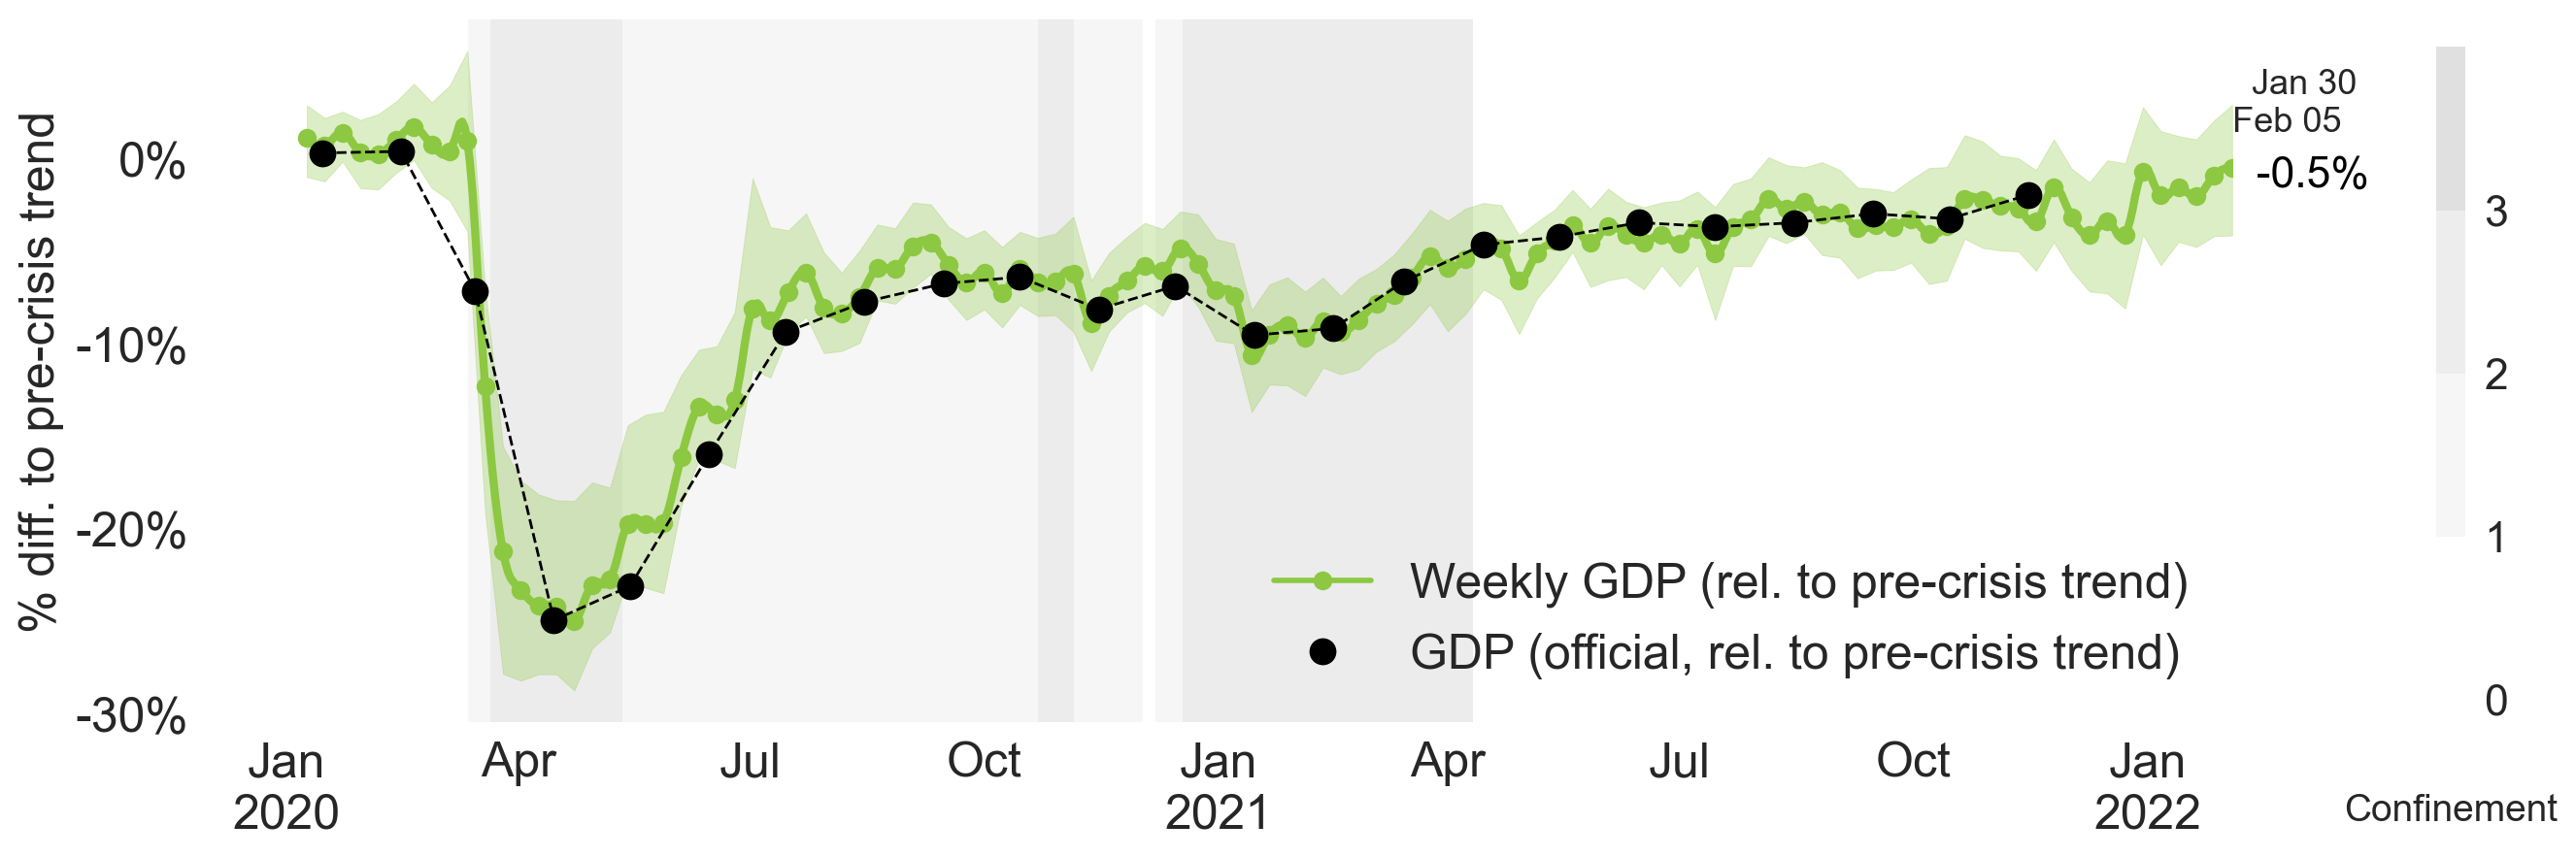 % diff. to pre-crisis trend
0%
-10%
-20%
-30%
Jan 30
Feb 05
-0.5%
3
2
1
0
Weekly GDP (rel. to pre-crisis trend)
GDP (official, rel. to pre-crisis trend)
Jan Apr Jul Oct Jan Apr Jul Oct Jan
2020 2021 2022
Confinement